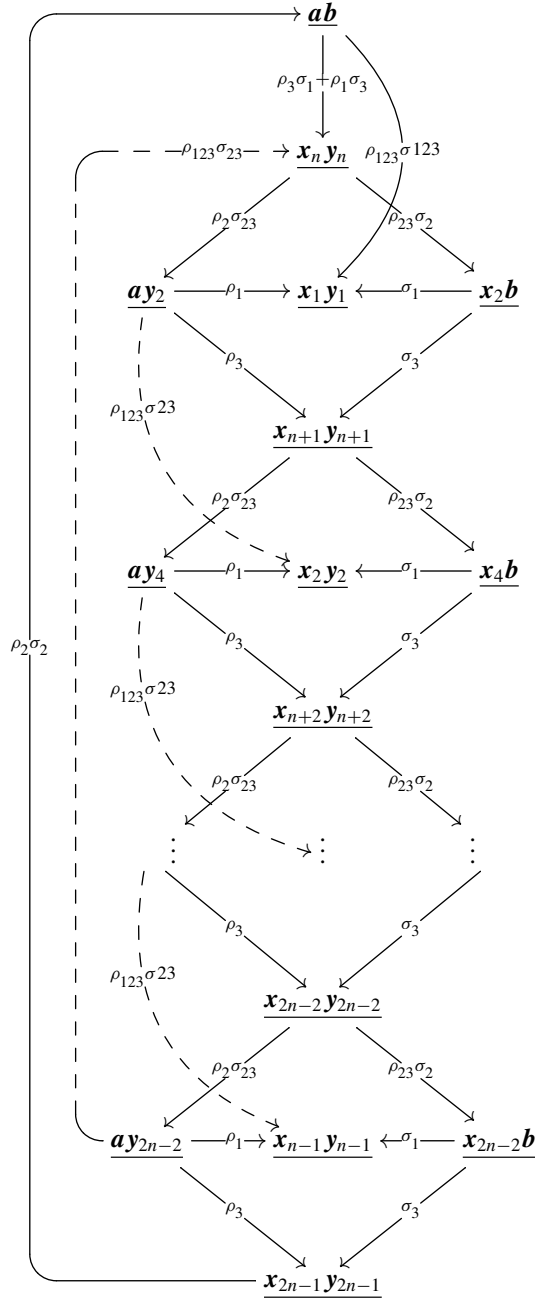 ab
ρ₃σ₁+ρ₁σ₃
ρ₁₂₃σ₂₃ xₙyₙ ρ₁₂₃σ123
ρ₂σ₂₃ ρ₂₃σ₂
ay₂ ρ₁ x₁y₁ σ₁ x₂b
ρ₃ σ₃
ρ₁₂₃σ23
xₙ₊₁yₙ₊₁
ρ₂σ₂₃ ρ₂₃σ₂
ay₄ ρ₁ x₂y₂ σ₁ x₄b
ρ₂σ₂ ρ₃ σ₃
ρ₁₂₃σ23
xₙ₊₂yₙ₊₂
ρ₂σ₂₃ ρ₂₃σ₂
⋮ ⋮ ⋮
ρ₃ σ₃
ρ₁₂₃σ23
x₂ₙ₋₂y₂ₙ₋₂
ρ₂σ₂₃ ρ₂₃σ₂
ay₂ₙ₋₂ ρ₁ xₙ₋₁yₙ₋₁ σ₁ x₂ₙ₋₂b
ρ₃ σ₃
x₂ₙ₋₁y₂ₙ₋₁